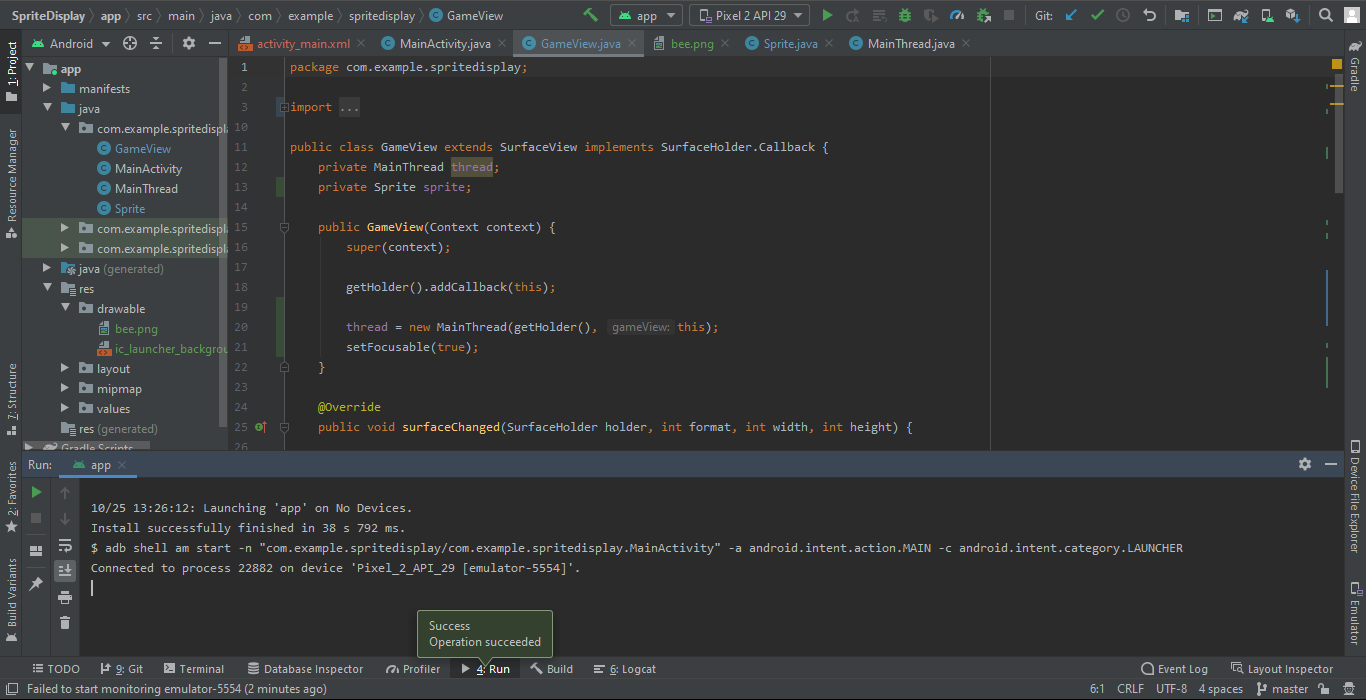 SpriteDisplay app src main java com example spritedisplay GameView app Pixel 2 API 29 Git:
Android activity_main.xml MainActivity.java GameView.java bee.png Sprite.java MainThread.java
1: Project
Resource Manager
7: Structure
2: Favorites
Build Variants
app
manifests
java
com.example.spritedispl
GameView
MainActivity
MainThread
Sprite
com.example.spritedispl
com.example.spritedispl
java (generated)
res
drawable
bee.png
ic_launcher_backgrou
layout
mipmap
values
res (generated)
Gradle Scripts
1 package com.example.spritedisplay;
2
3 import ...
10
11 public class GameView extends SurfaceView implements SurfaceHolder.Callback {
12 private MainThread thread;
13 private Sprite sprite;
14
15 public GameView(Context context) {
16 super(context);
17
18 getHolder().addCallback(this);
19
20 thread = new MainThread(getHolder(), gameView: this);
21 setFocusable(true);
22 }
23
24 @Override
25 public void surfaceChanged(SurfaceHolder holder, int format, int width, int height) {
26
Gradle
Device File Explorer
Emulator
Run: app
10/25 13:26:12: Launching 'app' on No Devices.
Install successfully finished in 38 s 792 ms.
$ adb shell am start -n "com.example.spritedisplay/com.example.spritedisplay.MainActivity" -a android.intent.action.MAIN -c android.intent.category.LAUNCHER
Connected to process 22882 on device 'Pixel_2_API_29 [emulator-5554]'.
Success
Operation succeeded
TODO 9: Git Terminal Database Inspector Profiler 4: Run Build 6: Logcat Event Log Layout Inspector
Failed to start monitoring emulator-5554 (2 minutes ago) 6:1 CRLF UTF-8 4 spaces master